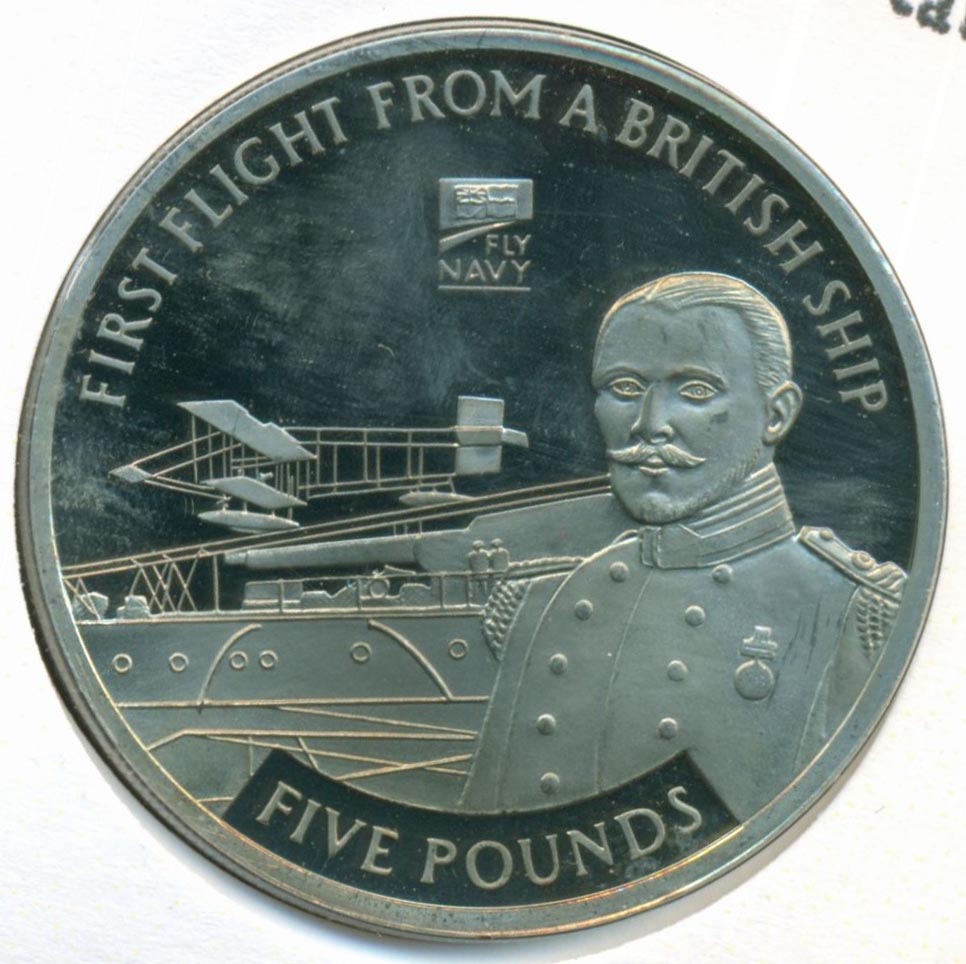 FIRST FLIGHT FROM A BRITISH SHIP
FLY
NAVY
FIVE POUNDS